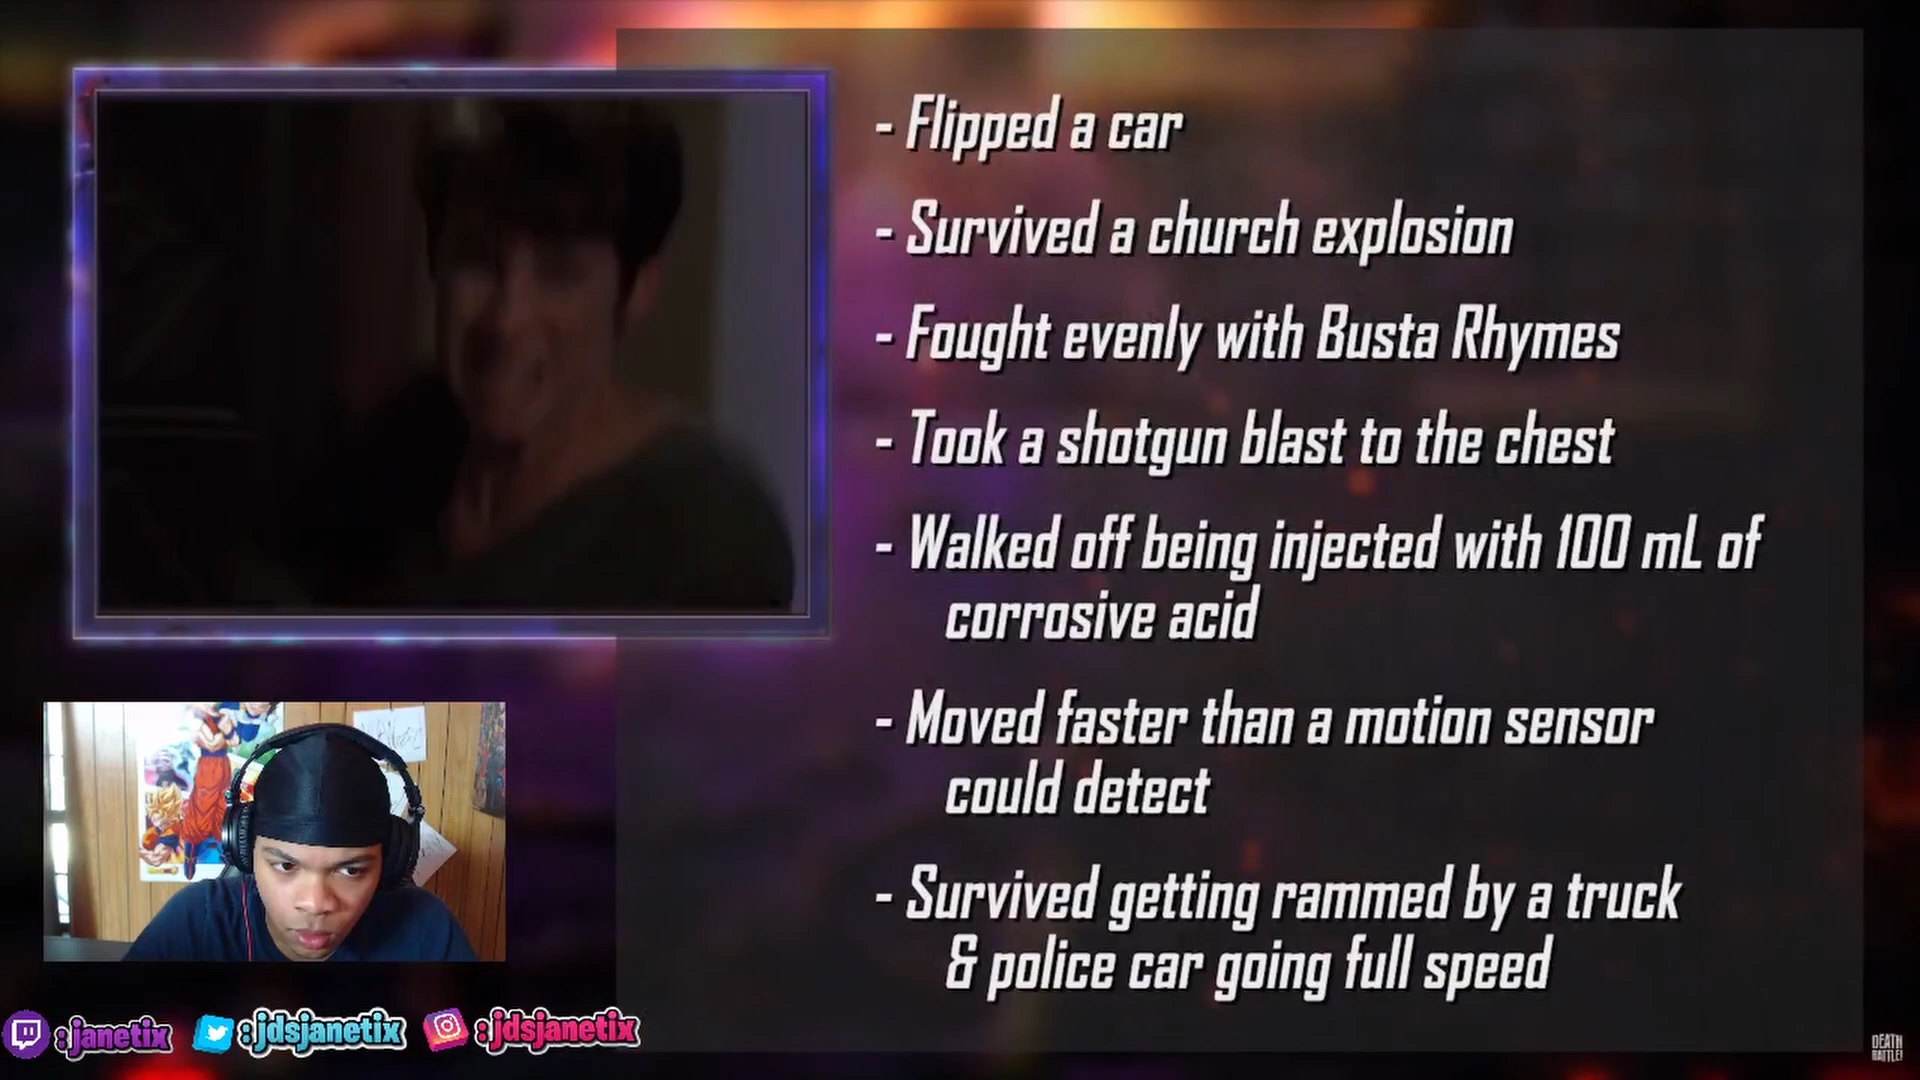 - Flipped a car
- Survived a church explosion
- Fought evenly with Busta Rhymes
- Took a shotgun blast to the chest
- Walked off being injected with 100 mL of
corrosive acid
- Moved faster than a motion sensor
could detect
- Survived getting rammed by a truck
& police car going full speed
:janetix :jdsjanetix :jdsjanetix
DEATH
BATTLE!